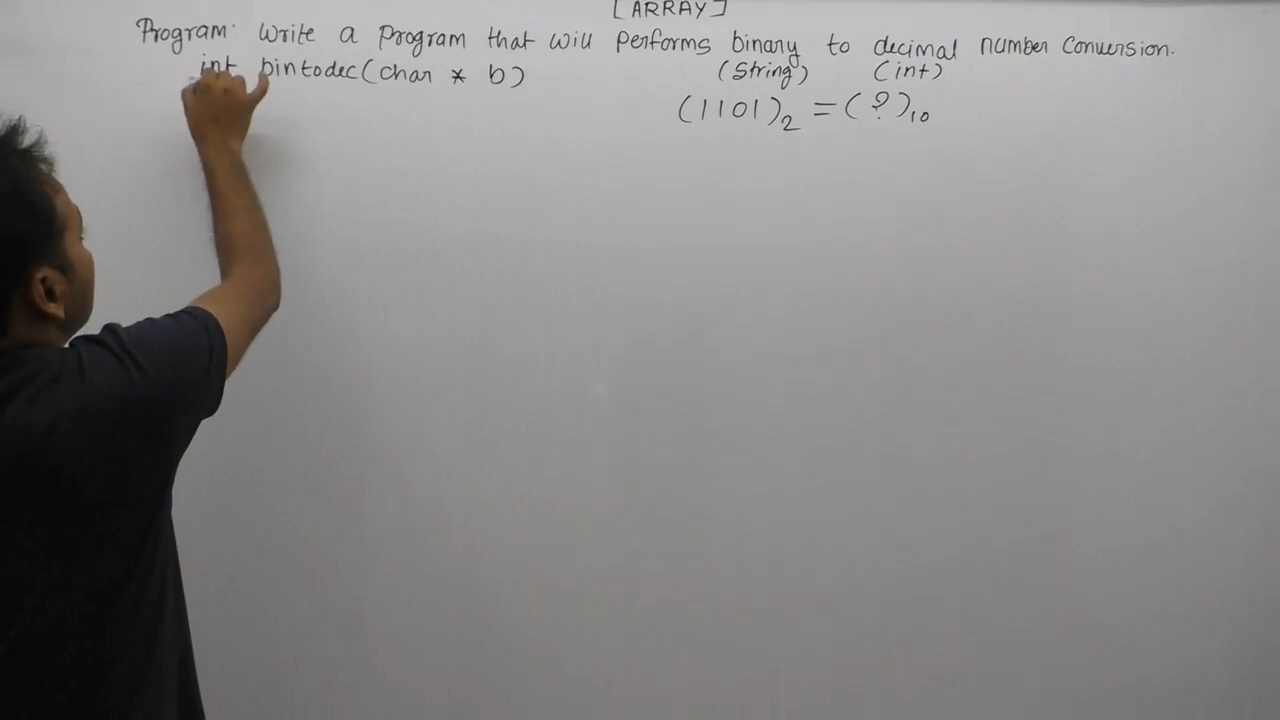 [ARRAY]
Program: Write a program that will performs binary to decimal number conversion.
int bintodec(char * b) (String) (int)
(1101)2 = (?)10